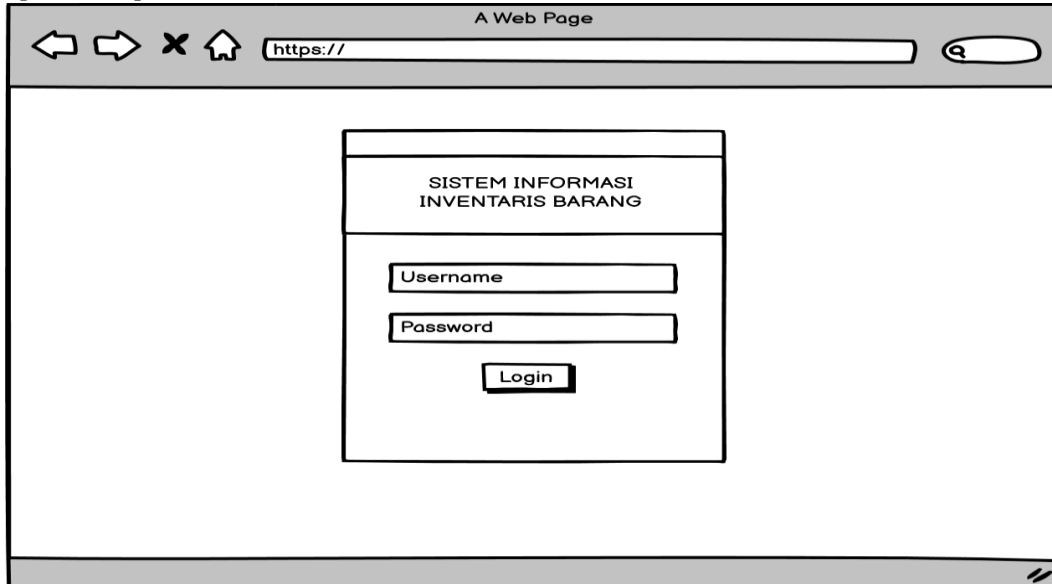 A Web Page
https://
SISTEM INFORMASI
INVENTARIS BARANG
Username
Password
Login